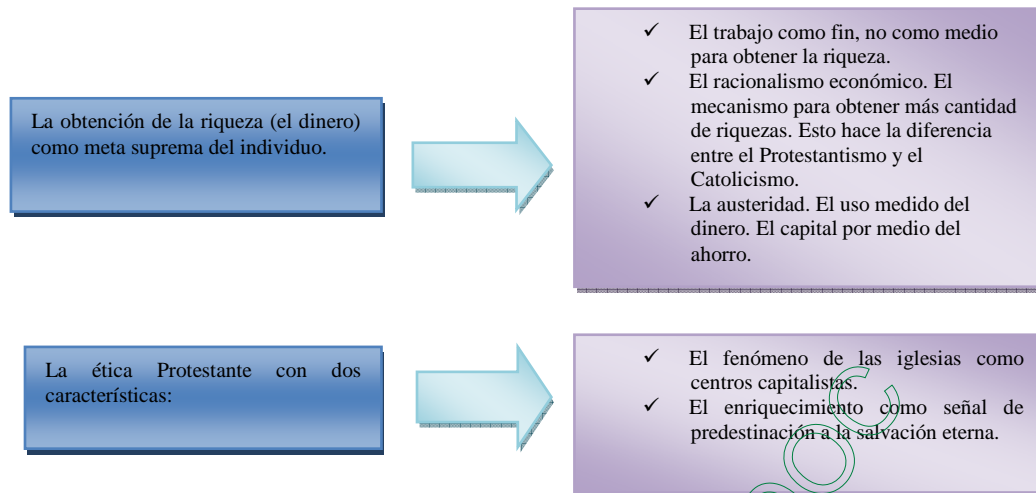 La obtención de la riqueza (el dinero)
como meta suprema del individuo.
✓ El trabajo como fin, no como medio
para obtener la riqueza.
✓ El racionalismo económico. El
mecanismo para obtener más cantidad
de riquezas. Esto hace la diferencia
entre el Protestantismo y el
Catolicismo.
✓ La austeridad. El uso medido del
dinero. El capital por medio del
ahorro.
La ética Protestante con dos
características:
✓ El fenómeno de las iglesias como
centros capitalistas.
✓ El enriquecimiento como señal de
predestinación a la salvación eterna.